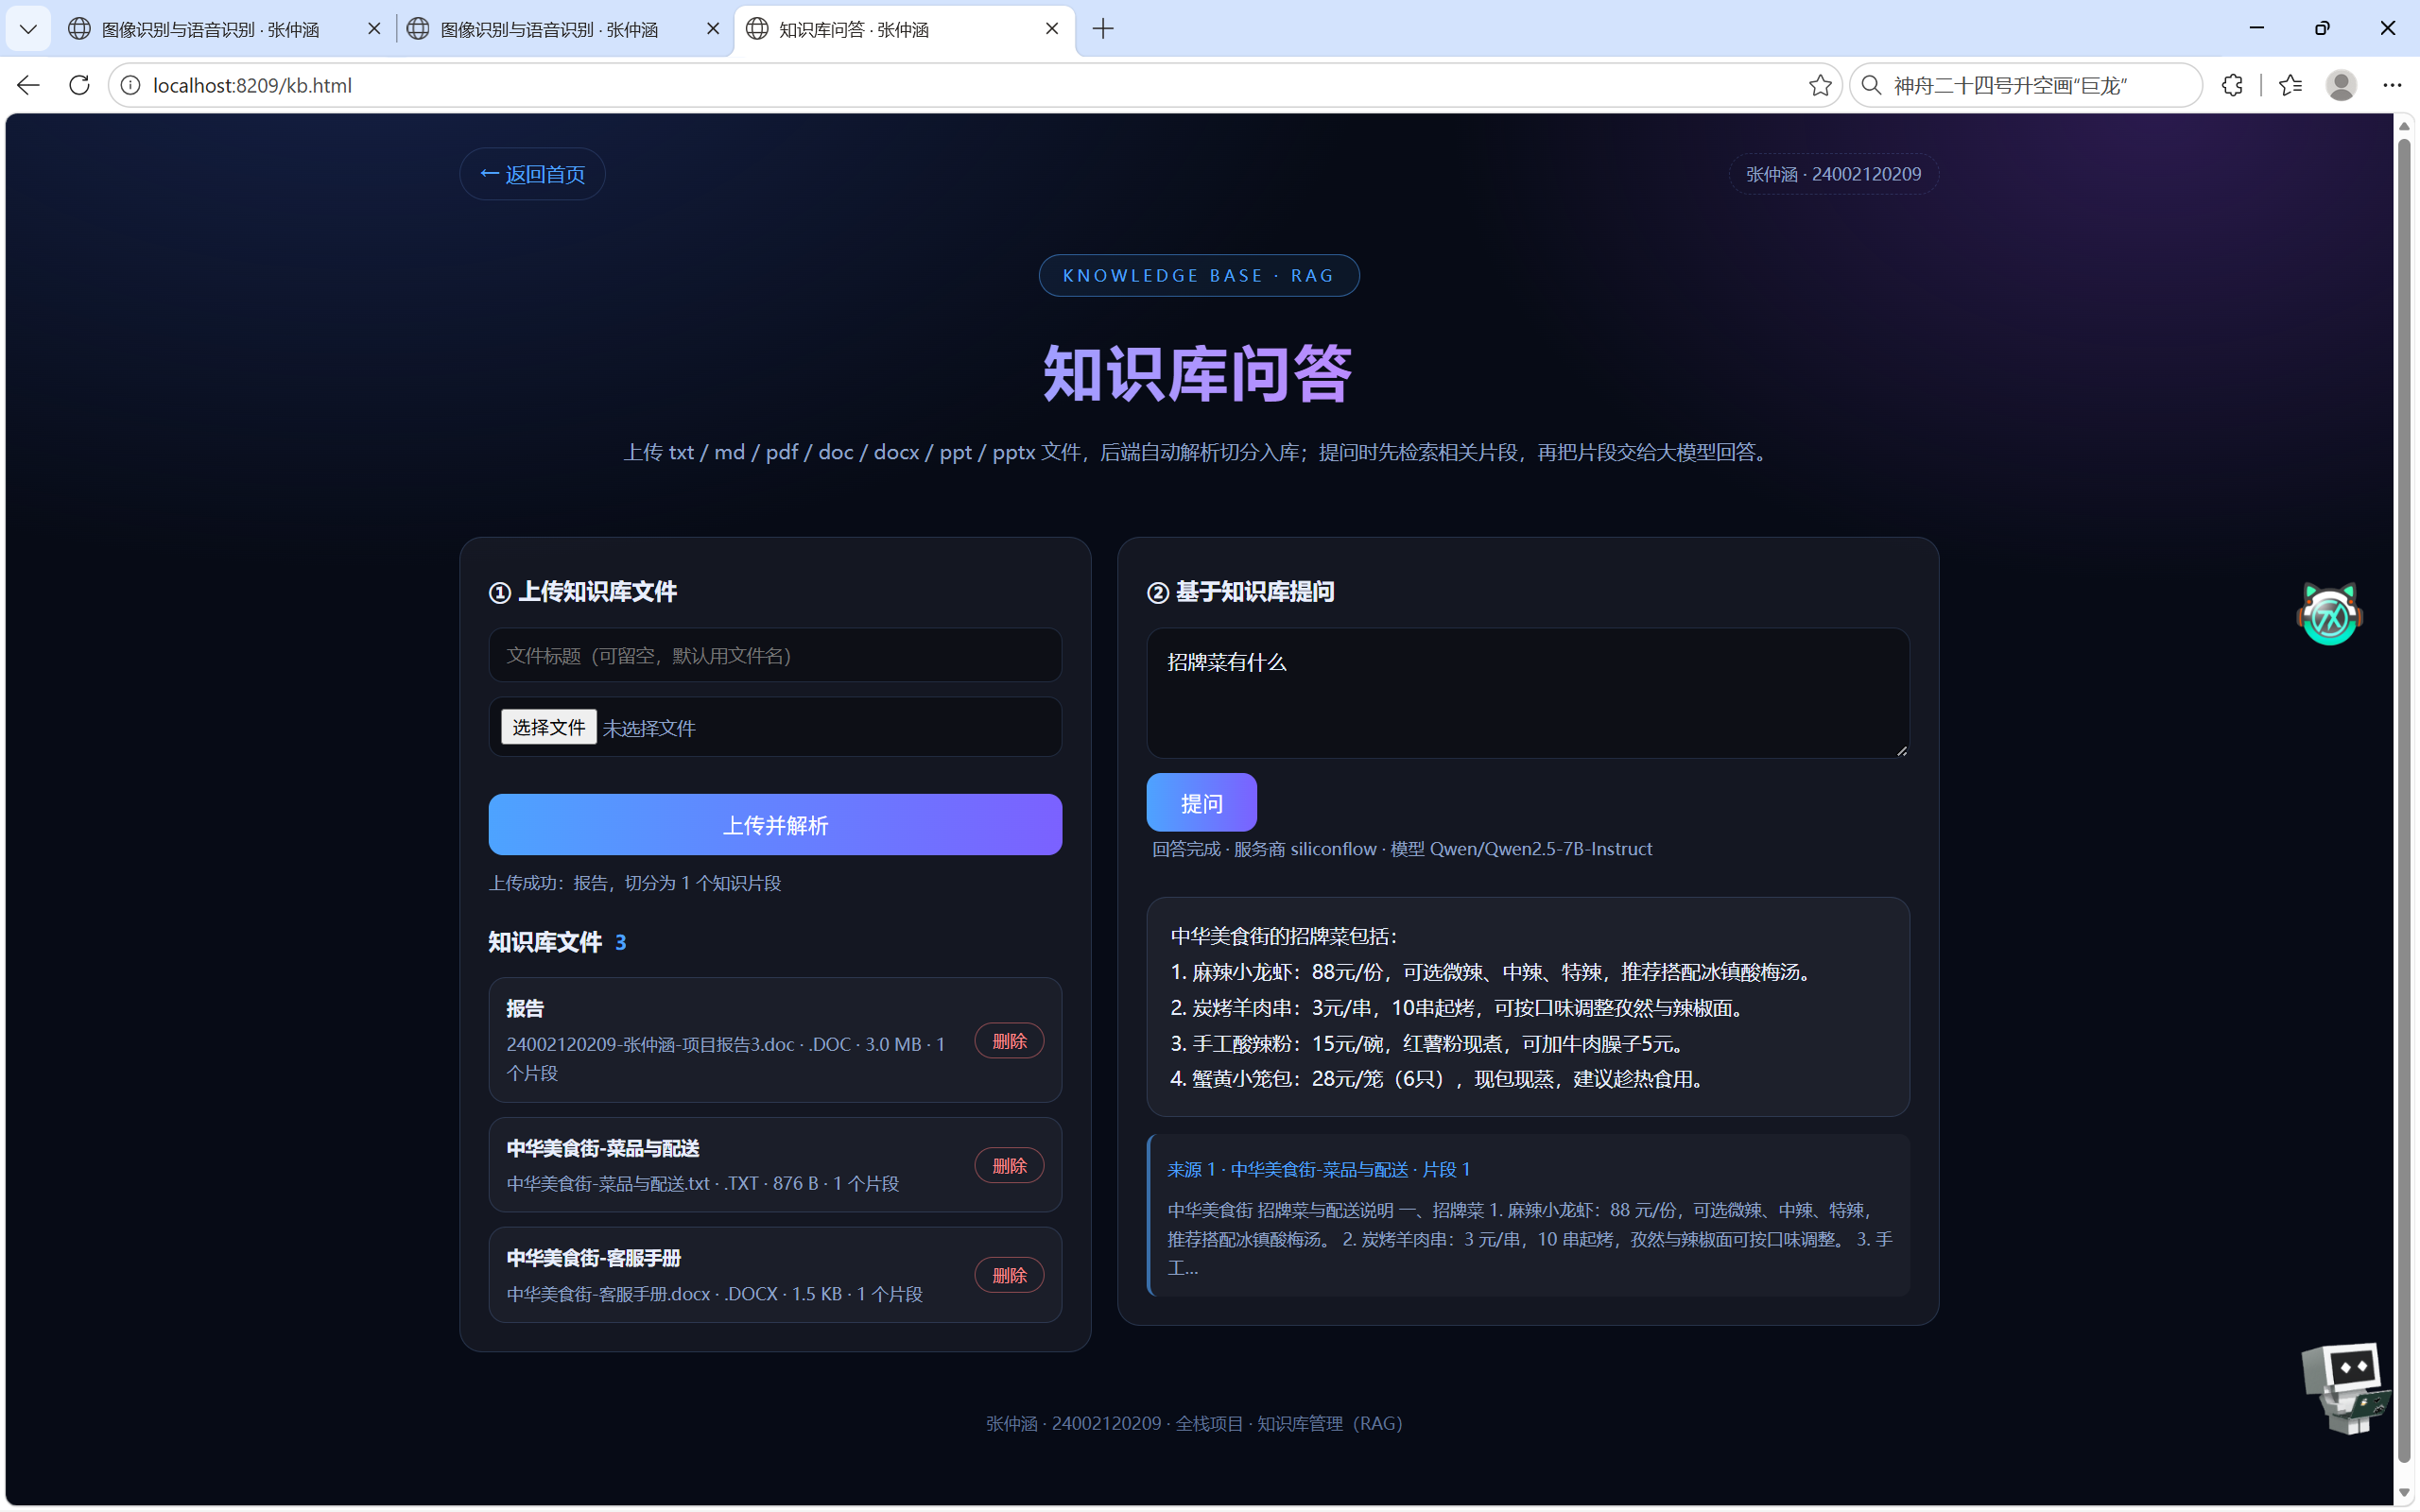 图像识别与语音识别 · 张仲涵
图像识别与语音识别 · 张仲涵
知识库问答 · 张仲涵
localhost:8209/kb.html
神舟二十四号升空画“巨龙”
← 返回首页
张仲涵 · 24002120209
KNOWLEDGE BASE · RAG
知识库问答
上传 txt / md / pdf / doc / docx / ppt / pptx 文件，后端自动解析切分入库；提问时先检索相关片段，再把片段交给大模型回答。
① 上传知识库文件
文件标题（可留空，默认用文件名）
选择文件 未选择文件
上传并解析
上传成功：报告，切分为 1 个知识片段
知识库文件 3
报告
24002120209-张仲涵-项目报告3.doc · .DOC · 3.0 MB · 1
个片段
删除
中华美食街-菜品与配送
中华美食街-菜品与配送.txt · .TXT · 876 B · 1 个片段
删除
中华美食街-客服手册
中华美食街-客服手册.docx · .DOCX · 1.5 KB · 1 个片段
删除
② 基于知识库提问
招牌菜有什么
提问
回答完成 · 服务商 siliconflow · 模型 Qwen/Qwen2.5-7B-Instruct
中华美食街的招牌菜包括：
1. 麻辣小龙虾：88元/份，可选微辣、中辣、特辣，推荐搭配冰镇酸梅汤。
2. 炭烤羊肉串：3元/串，10串起烤，可按口味调整孜然与辣椒面。
3. 手工酸辣粉：15元/碗，红薯粉现煮，可加牛肉臊子5元。
4. 蟹黄小笼包：28元/笼（6只），现包现蒸，建议趁热食用。
来源 1 · 中华美食街-菜品与配送 · 片段 1
中华美食街 招牌菜与配送说明 一、招牌菜 1. 麻辣小龙虾：88 元/份，可选微辣、中辣、特辣，
推荐搭配冰镇酸梅汤。 2. 炭烤羊肉串：3 元/串，10 串起烤，孜然与辣椒面可按口味调整。 3. 手
工...
张仲涵 · 24002120209 · 全栈项目 · 知识库管理（RAG）